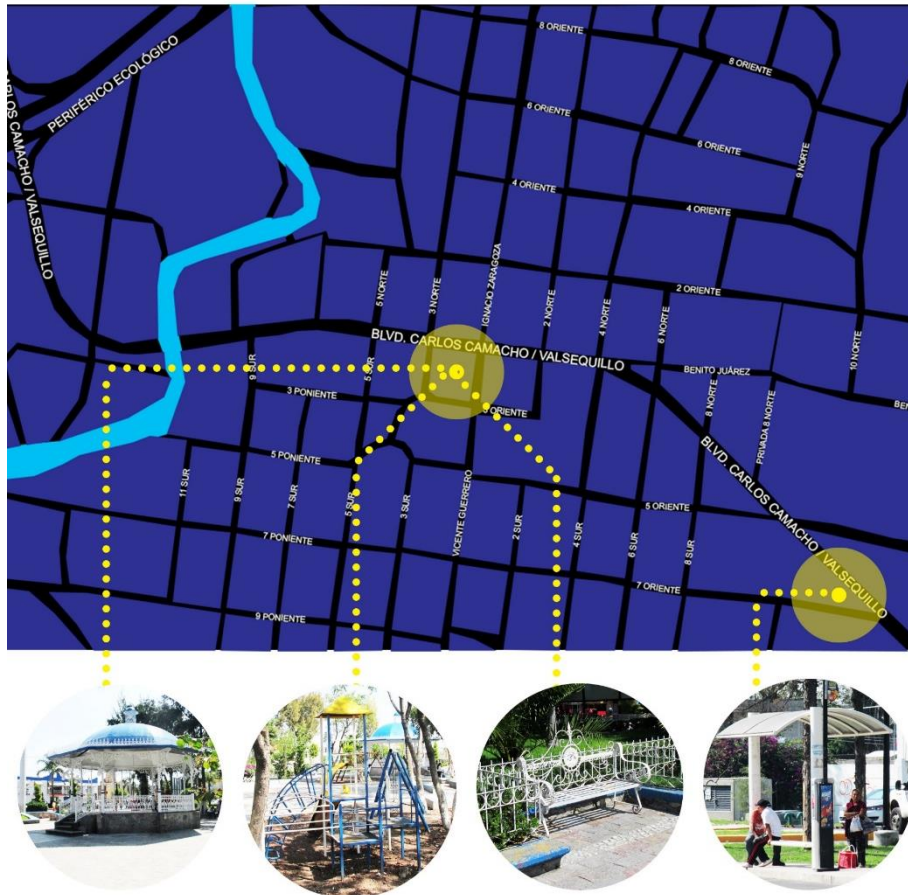 8 ORIENTE
8 ORIENTE
PERIFÉRICO ECOLÓGICO
CARLOS CAMACHO / VALSEQUILLO
6 ORIENTE
6 ORIENTE
9 NORTE
4 ORIENTE
4 ORIENTE
IGNACIO ZARAGOZA
5 NORTE
3 NORTE
2 NORTE
4 NORTE
6 NORTE
2 ORIENTE
10 NORTE
BLVD. CARLOS CAMACHO / VALSEQUILLO
9 SUR
5 SUR
BENITO JUÁREZ
8 NORTE
PRIVADA 8 NORTE
BEN
3 PONIENTE
3 ORIENTE
5 PONIENTE
BLVD. CARLOS CAMACHO / VALSEQUILLO
11 SUR
9 SUR
7 SUR
5 SUR
3 SUR
VICENTE GUERRERO
2 SUR
4 SUR
6 SUR
8 SUR
5 ORIENTE
7 PONIENTE
7 ORIENTE
9 PONIENTE